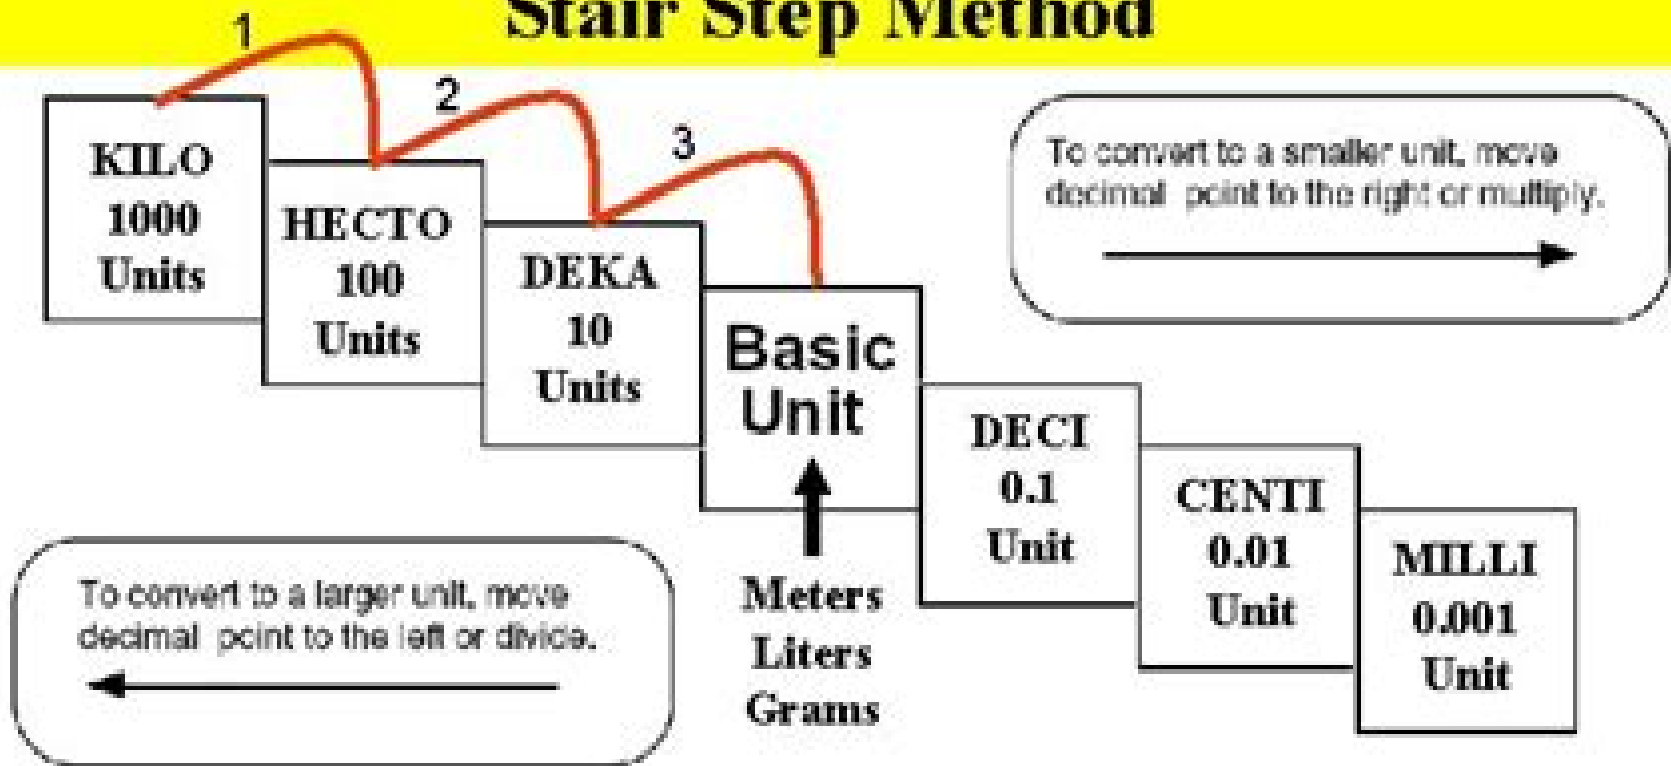 Stair Step Method
1
2
3
KILO
1000
Units
HECTO
100
Units
DEKA
10
Units
Basic
Unit
DECI
0.1
Unit
CENTI
0.01
Unit
MILLI
0.001
Unit
To convert to a smaller unit, move
decimal point to the right or multiply.
To convert to a larger unit, move
decimal point to the left or divide.
Meters
Liters
Grams